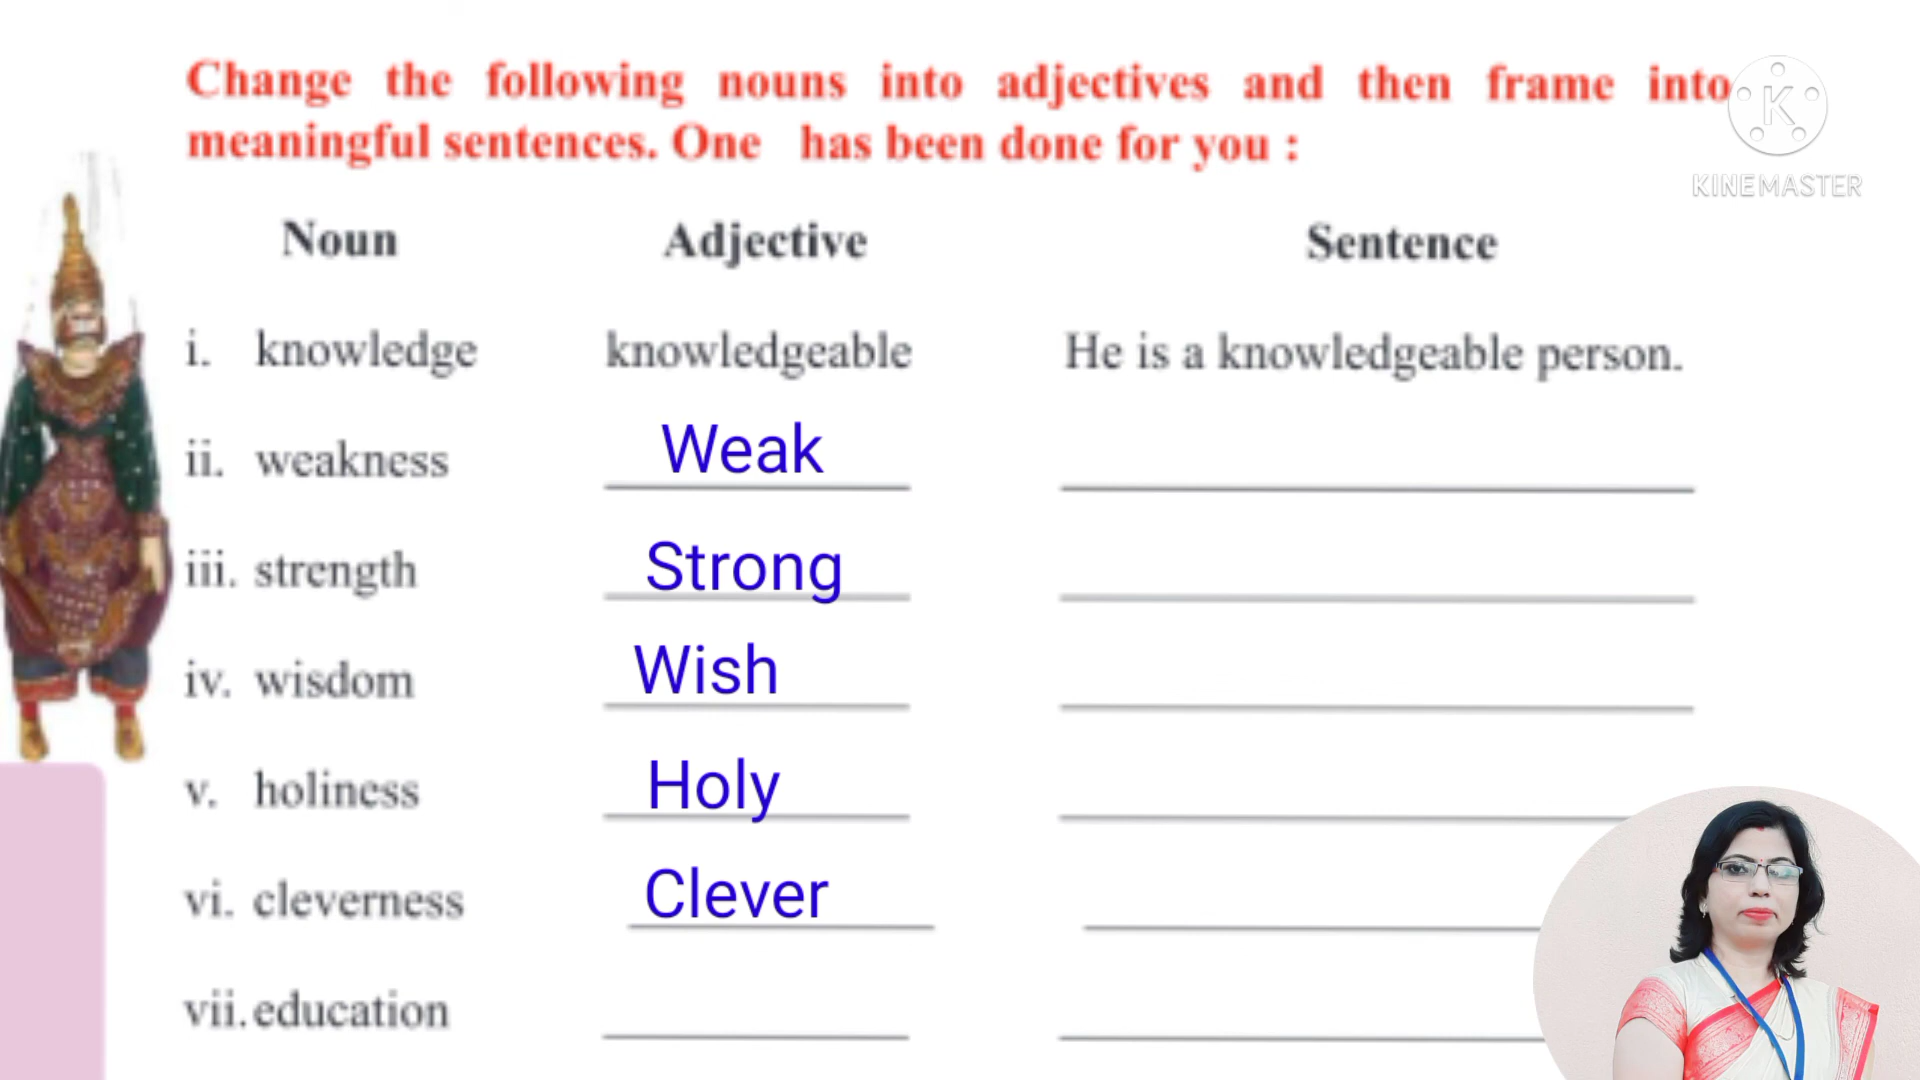 Change the following nouns into adjectives and then frame into
meaningful sentences. One has been done for you :
KINEMASTER
Noun Adjective Sentence
i. knowledge knowledgeable He is a knowledgeable person.
ii. weakness Weak
iii. strength Strong
iv. wisdom Wish
v. holiness Holy
vi. cleverness Clever
vii. education